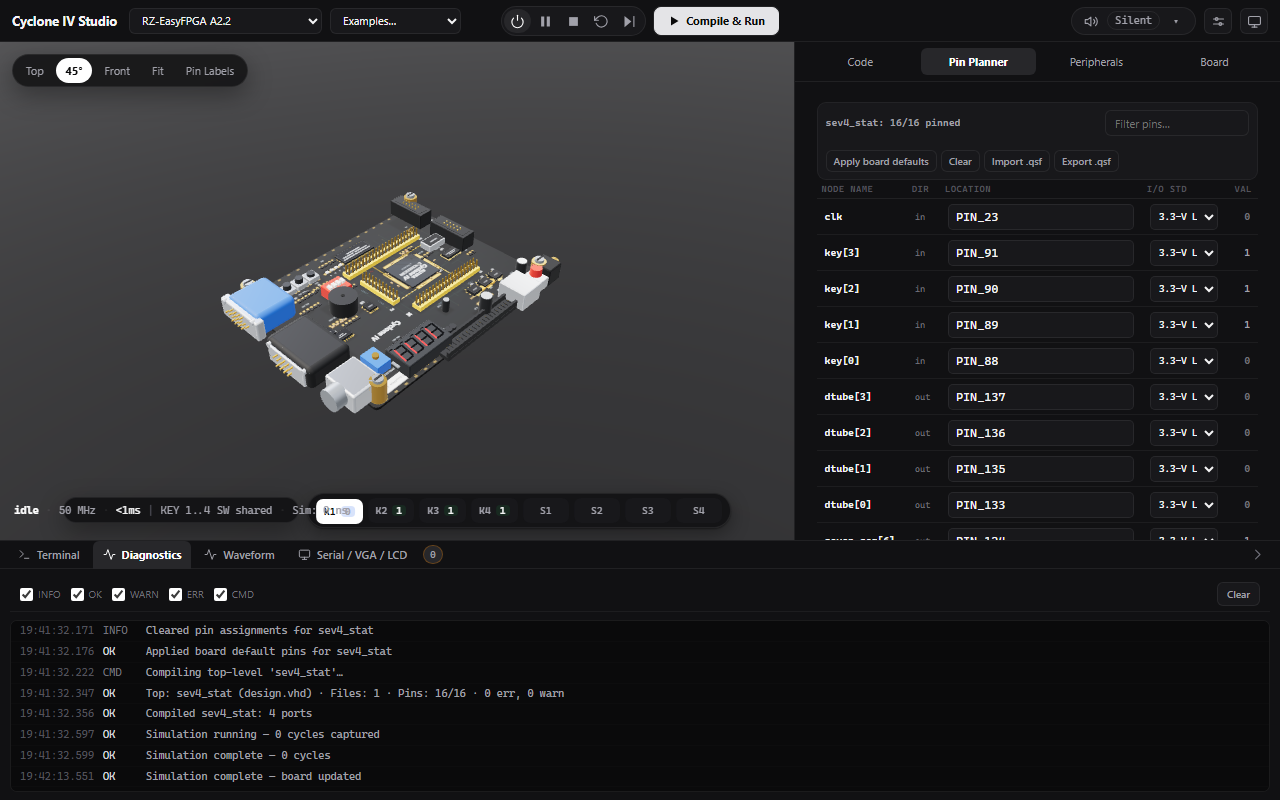 Cyclone IV Studio RZ-EasyFPGA A2.2 Examples... Compile & Run Silent
Top 45° Front Fit Pin Labels
Code Pin Planner Peripherals Board
sev4_stat: 16/16 pinned Filter pins...
Apply board defaults Clear Import .qsf Export .qsf
NODE NAME DIR LOCATION I/O STD VAL
clk in PIN_23 3.3-V L 0
key[3] in PIN_91 3.3-V L 1
key[2] in PIN_90 3.3-V L 1
key[1] in PIN_89 3.3-V L 1
key[0] in PIN_88 3.3-V L 0
dtube[3] out PIN_137 3.3-V L 0
dtube[2] out PIN_136 3.3-V L 0
dtube[1] out PIN_135 3.3-V L 0
dtube[0] out PIN_133 3.3-V L 0
Cyclone IV
idle · 50 MHz · <1ms | KEY 1..4 SW shared · Sim: K1 K2 1 K3 1 K4 1 S1 S2 S3 S4
Terminal Diagnostics Waveform Serial / VGA / LCD 0
INFO OK WARN ERR CMD Clear
19:41:32.171 INFO Cleared pin assignments for sev4_stat
19:41:32.176 OK Applied board default pins for sev4_stat
19:41:32.222 CMD Compiling top-level 'sev4_stat'…
19:41:32.347 OK Top: sev4_stat (design.vhd) · Files: 1 · Pins: 16/16 · 0 err, 0 warn
19:41:32.356 OK Compiled sev4_stat: 4 ports
19:41:32.597 OK Simulation running — 0 cycles captured
19:41:32.599 OK Simulation complete — 0 cycles
19:42:13.551 OK Simulation complete — board updated